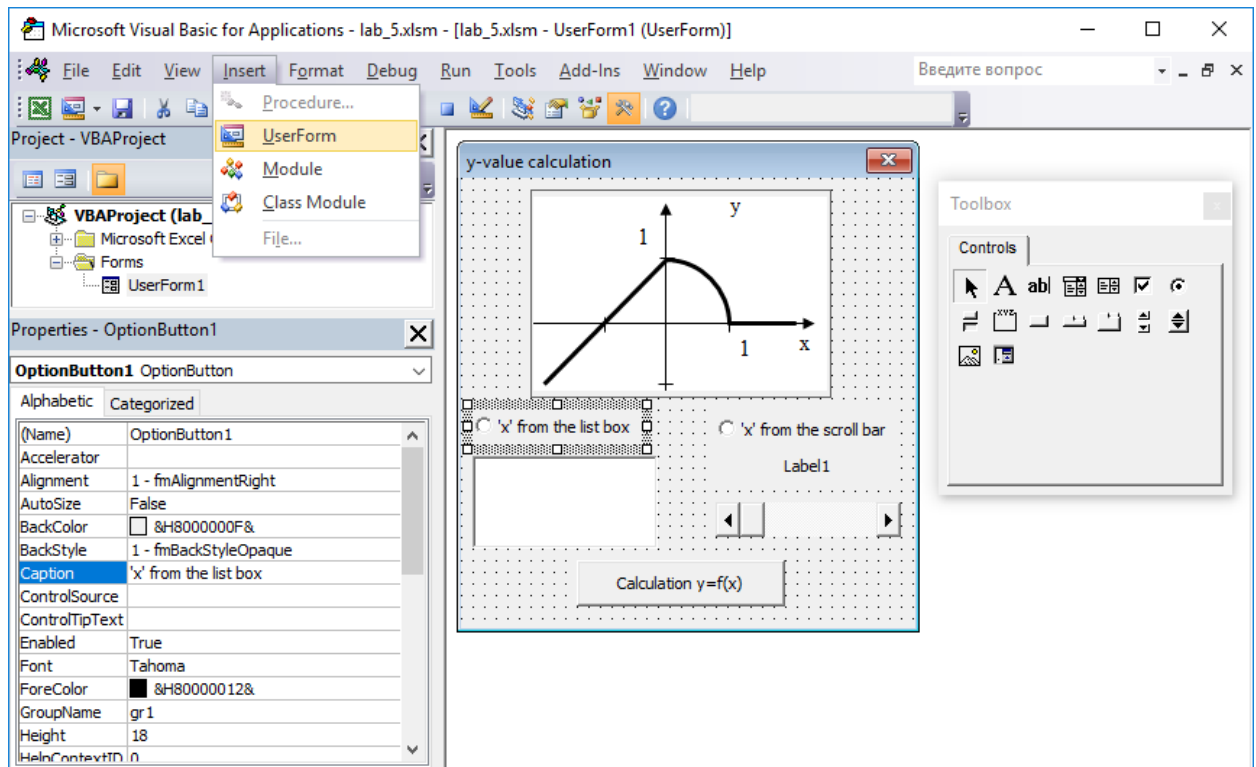 Microsoft Visual Basic for Applications - lab_5.xlsm - [lab_5.xlsm - UserForm1 (UserForm)]
File Edit View Insert Format Debug Run Tools Add-Ins Window Help Введите вопрос
Procedure...
UserForm
Module
Class Module
File...
Project - VBAProject
VBAProject (lab_
Microsoft Excel
Forms
UserForm1
Properties - OptionButton1
OptionButton1 OptionButton
Alphabetic Categorized
(Name) OptionButton1
Accelerator
Alignment 1 - fmAlignmentRight
AutoSize False
BackColor &H8000000F&
BackStyle 1 - fmBackStyleOpaque
Caption 'x' from the list box
ControlSource
ControlTipText
Enabled True
Font Tahoma
ForeColor &H80000012&
GroupName gr1
Height 18
HelpContextID 0
y-value calculation
y
1
1 x
'x' from the list box 'x' from the scroll bar
Label1
Calculation y=f(x)
Toolbox
Controls
A ab|
xyz